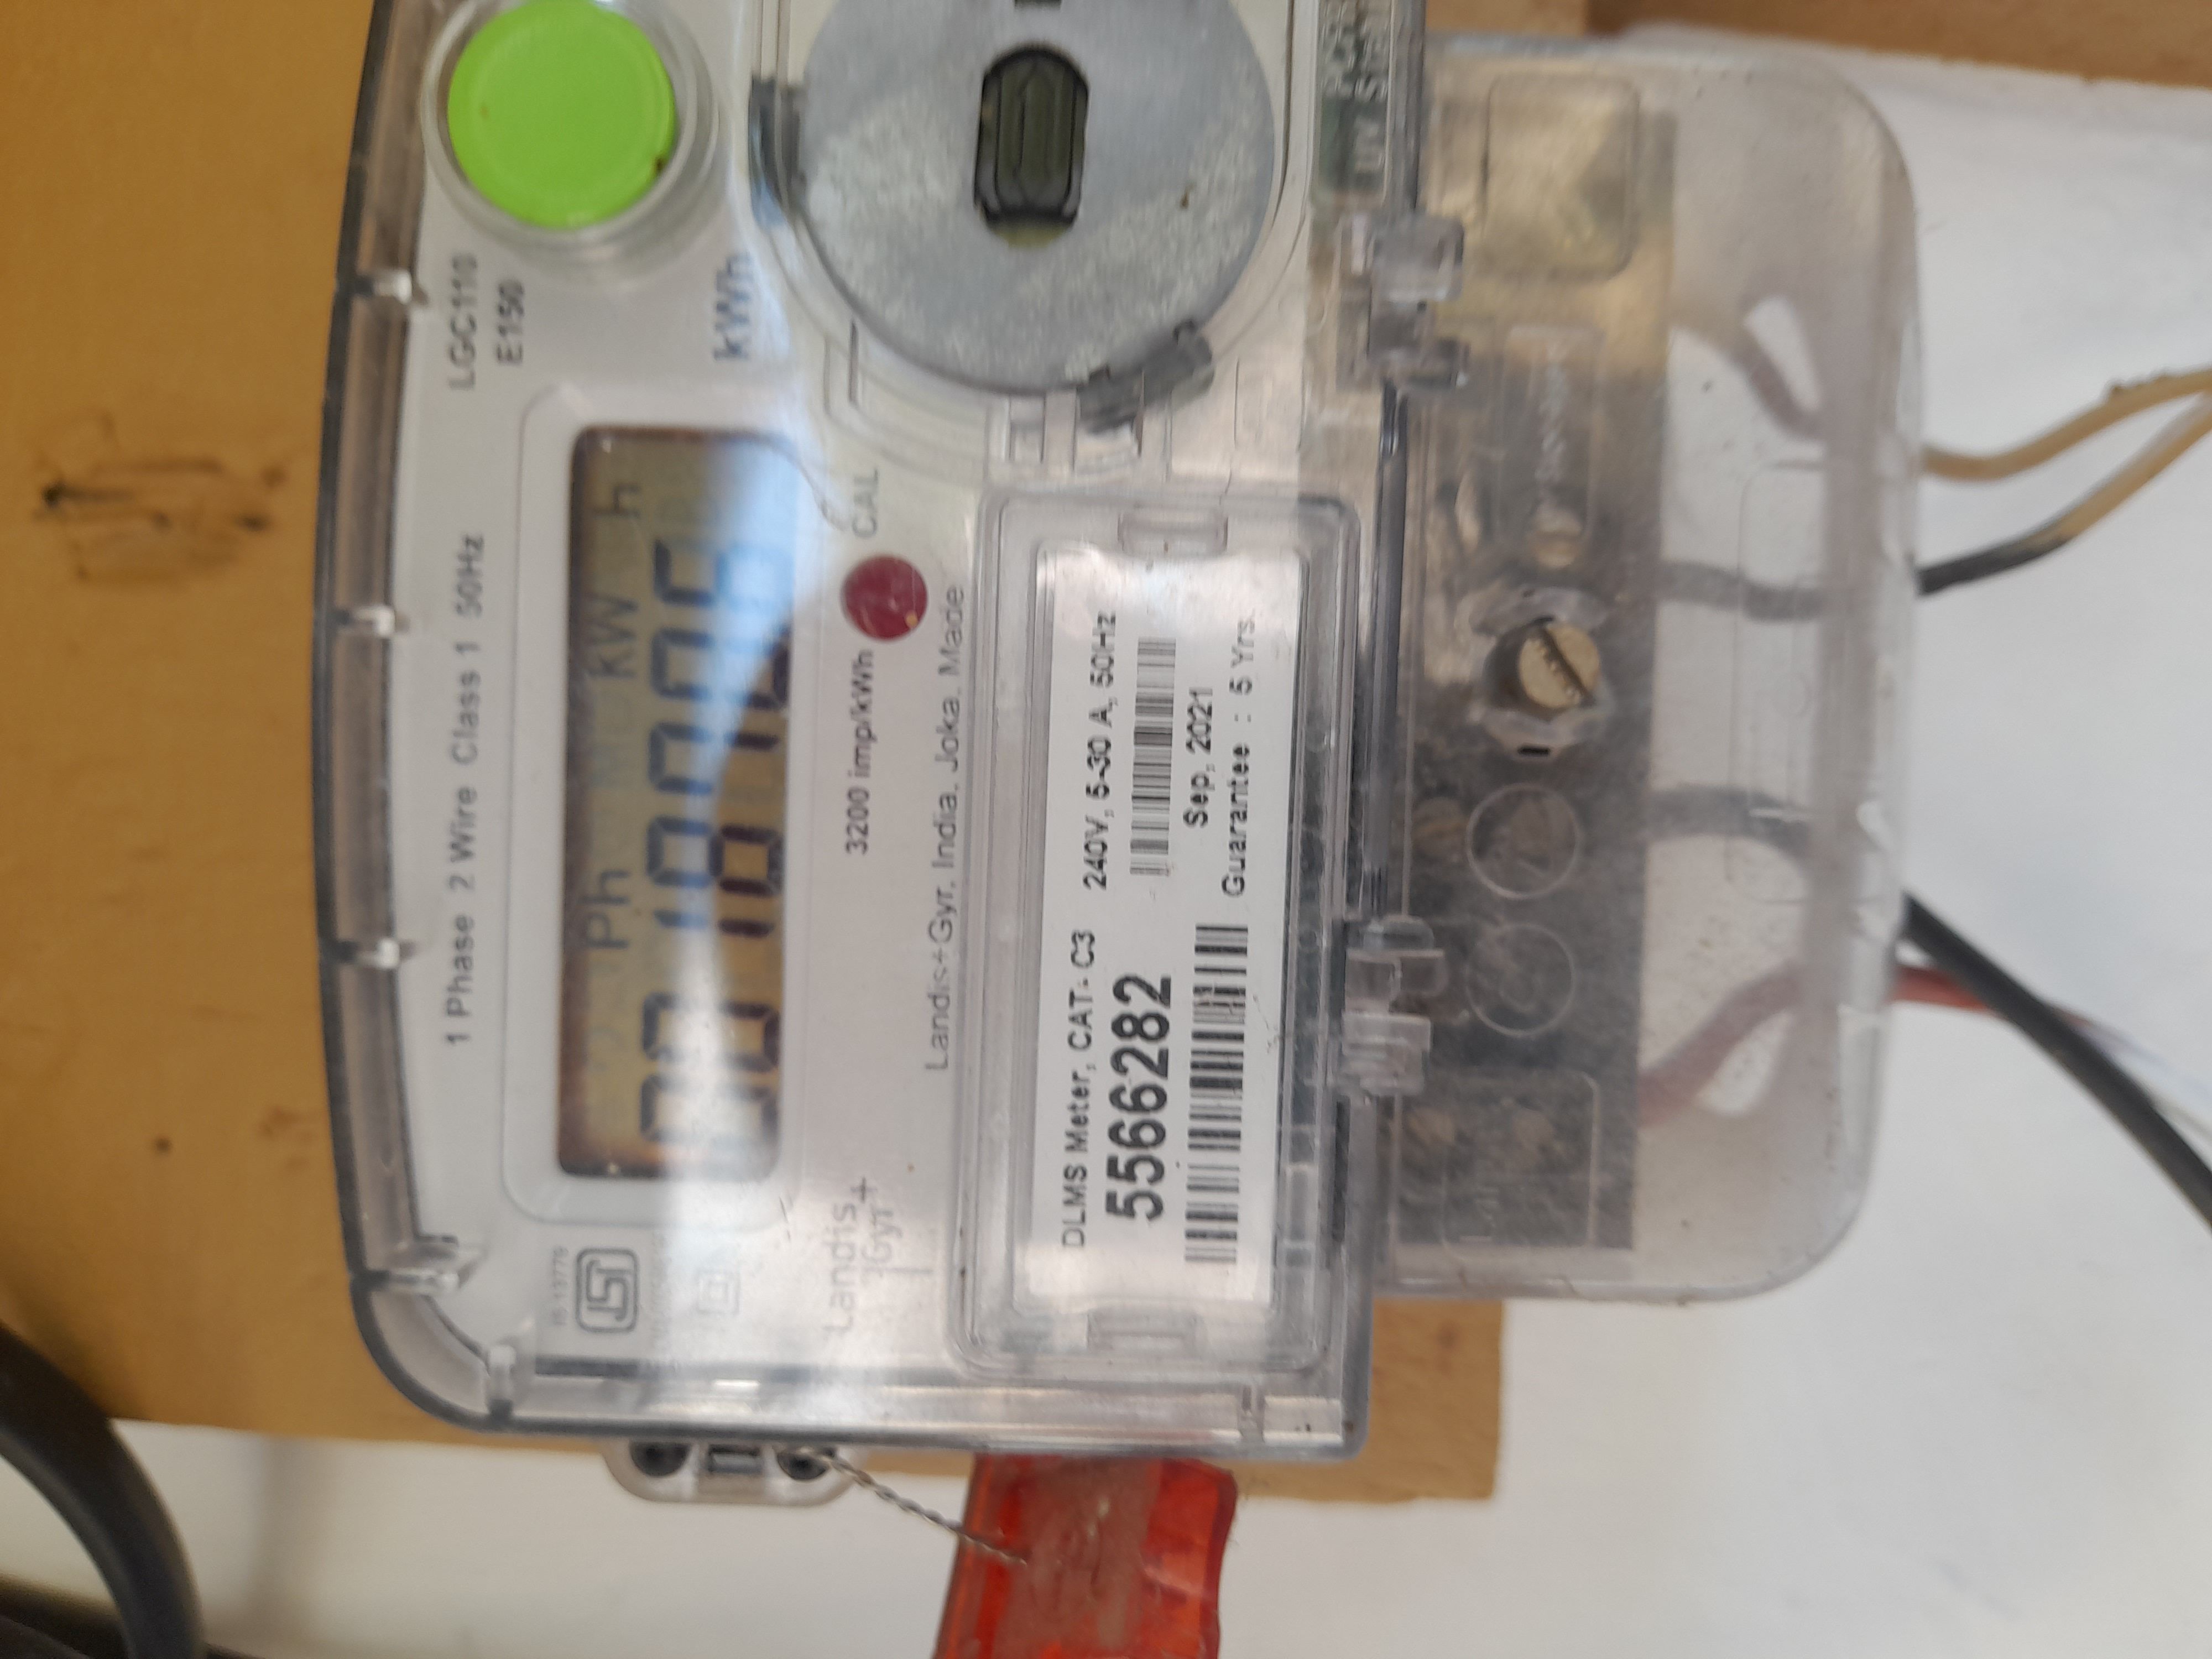 1 Phase 2 Wire Class 1 50Hz
LGC110
E150
Ph kW h
kWh
3200 imp/kWh
CAL
Landis+Gyr, India, Joka, Made
Landis
Gyr+
DLMS Meter, CAT- C3
240V, 5-30 A, 50Hz
5566282
Sep, 2021
Guarantee : 5 Yrs.